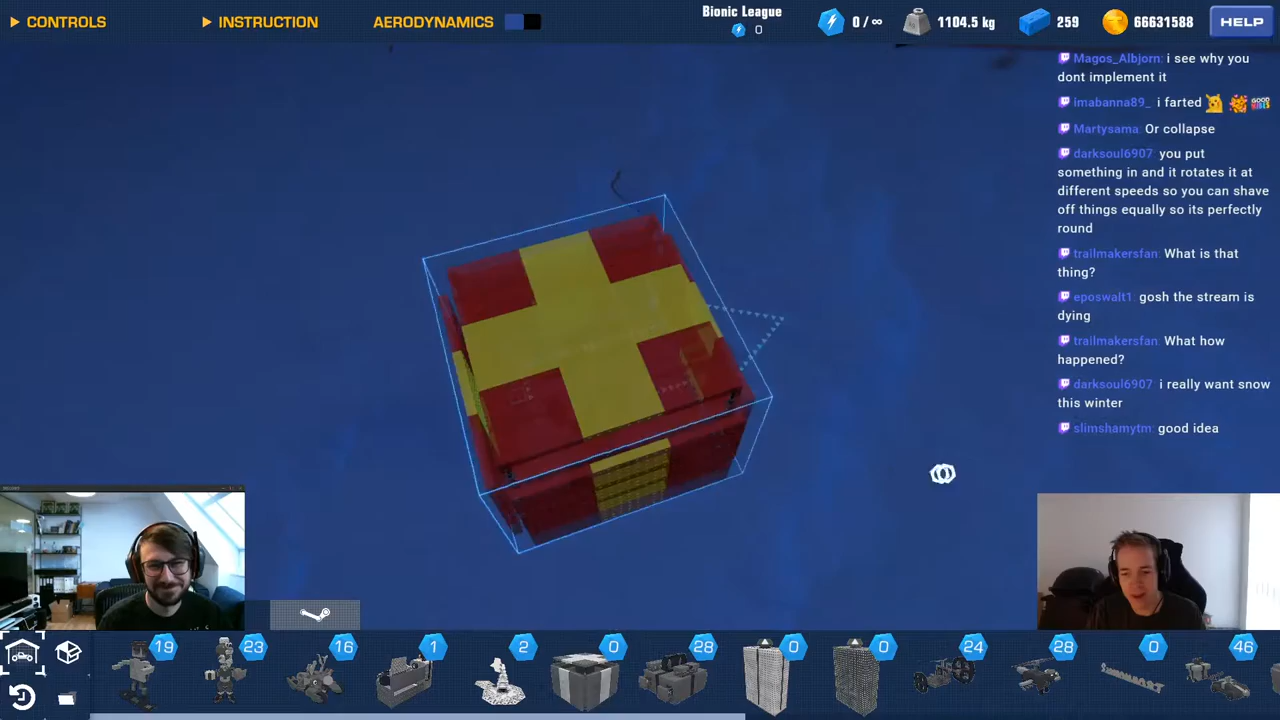 CONTROLS
INSTRUCTION
AERODYNAMICS
Bionic League
0
0 / ∞
1104.5 kg
259
66631588
HELP
Magos_Albjorn: i see why you
dont implement it
imabanna89_ i farted
Martysama: Or collapse
darksoul6907 you put
something in and it rotates it at
different speeds so you can shave
off things equally so its perfectly
round
trailmakersfan: What is that
thing?
eposwalt1 gosh the stream is
dying
trailmakersfan: What how
happened?
darksoul6907 i really want snow
this winter
slimshamytm: good idea
19
23
16
1
2
0
28
0
0
24
28
0
46